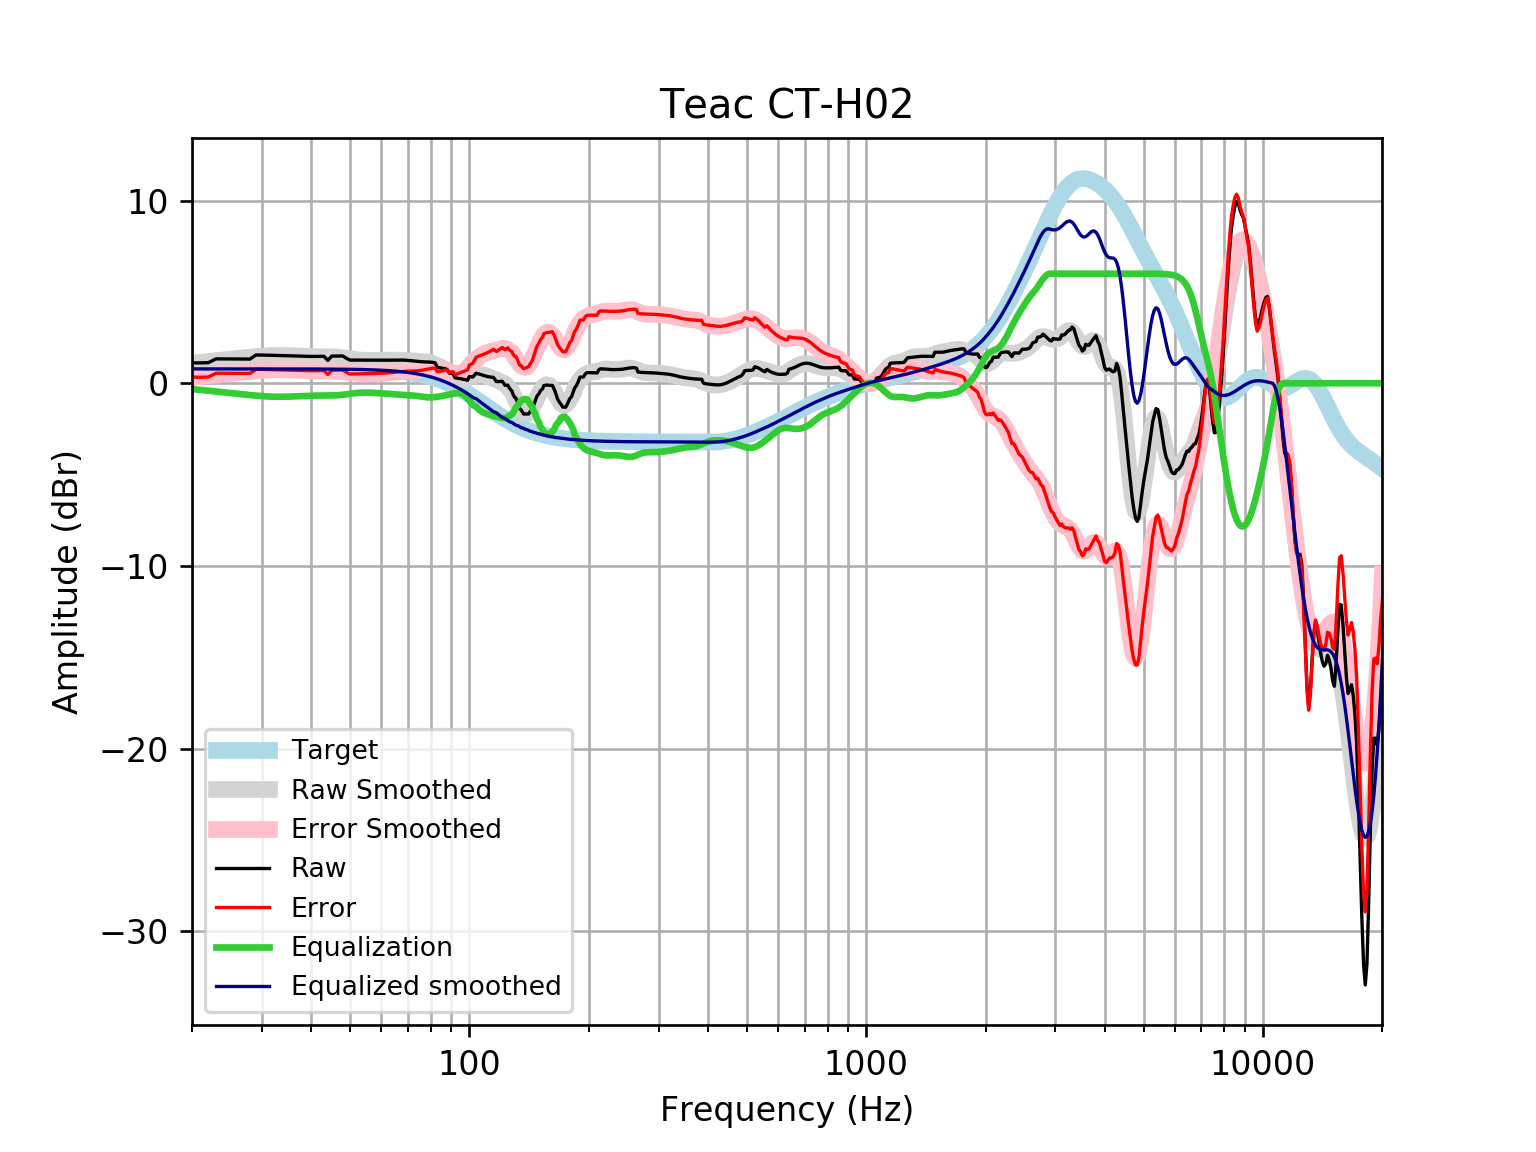 Teac CT-H02
10
0
−10
−20
−30
Amplitude (dBr)
Target
Raw Smoothed
Error Smoothed
Raw
Error
Equalization
Equalized smoothed
100
1000
10000
Frequency (Hz)